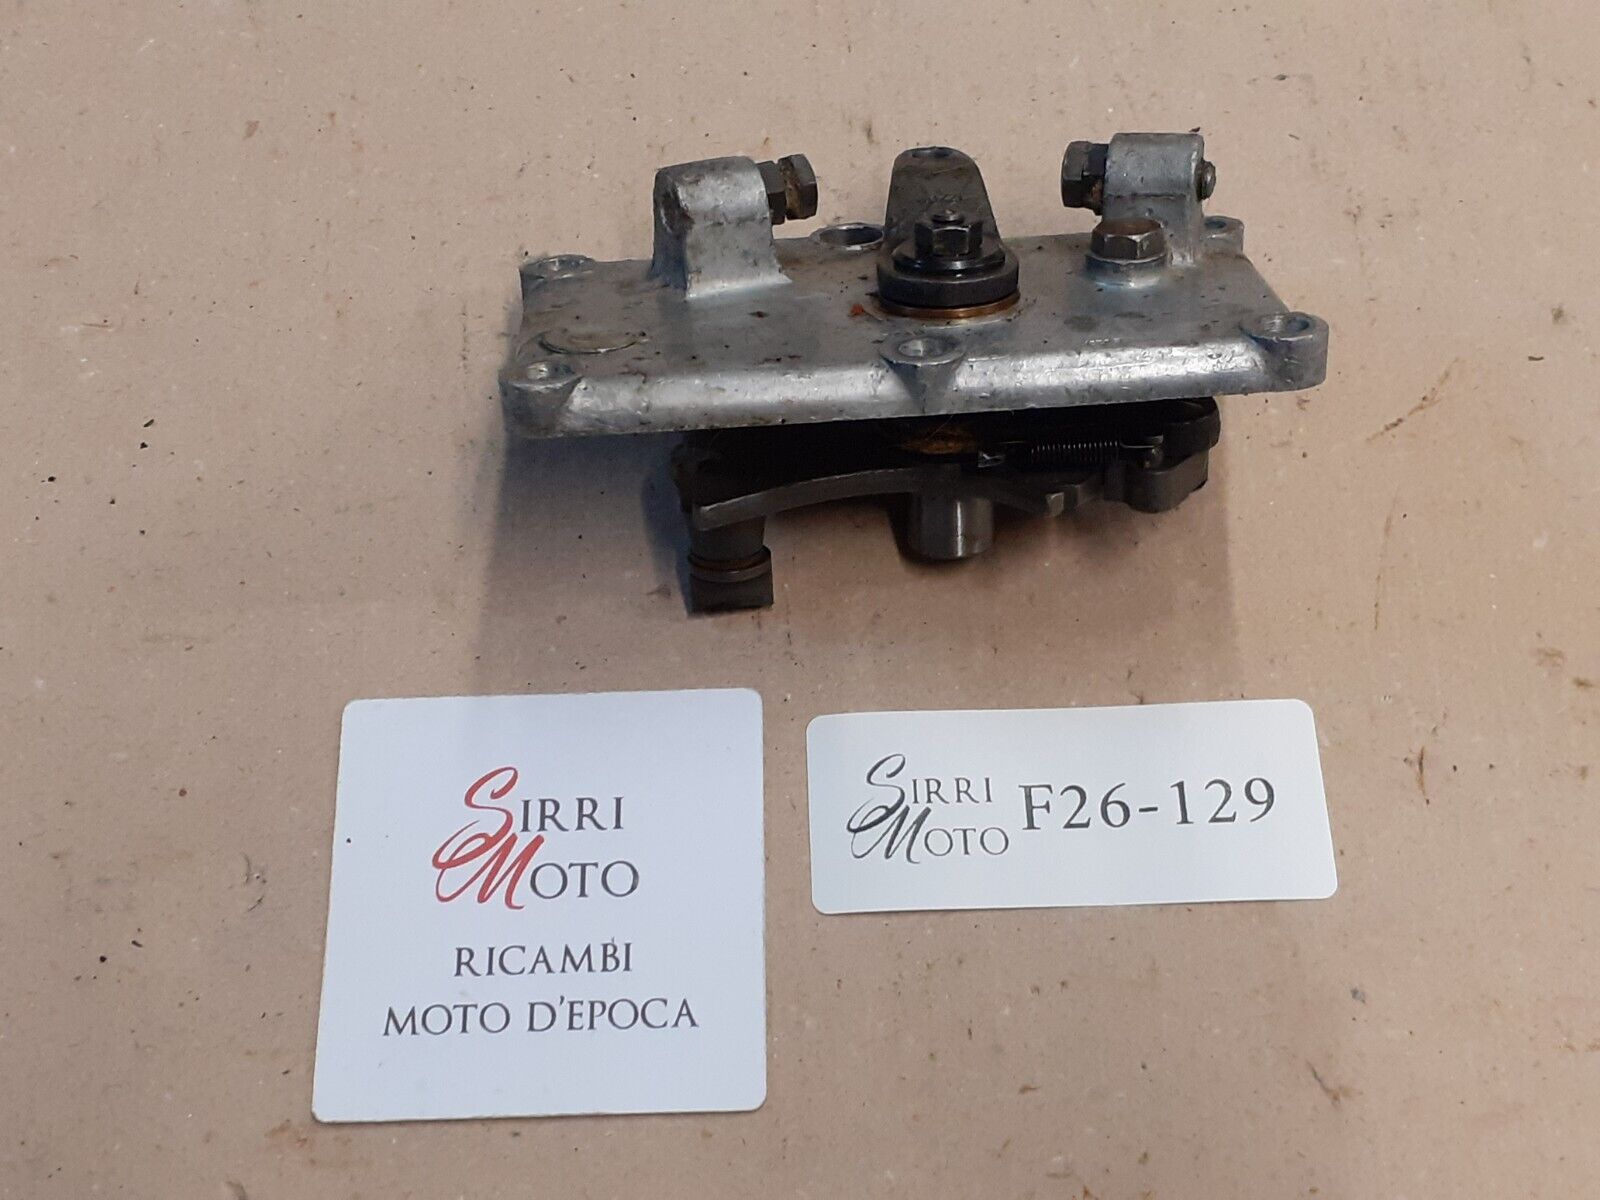 SIRRI
MOTO
RICAMBI
MOTO D'EPOCA
SIRRI
MOTO
F26-129